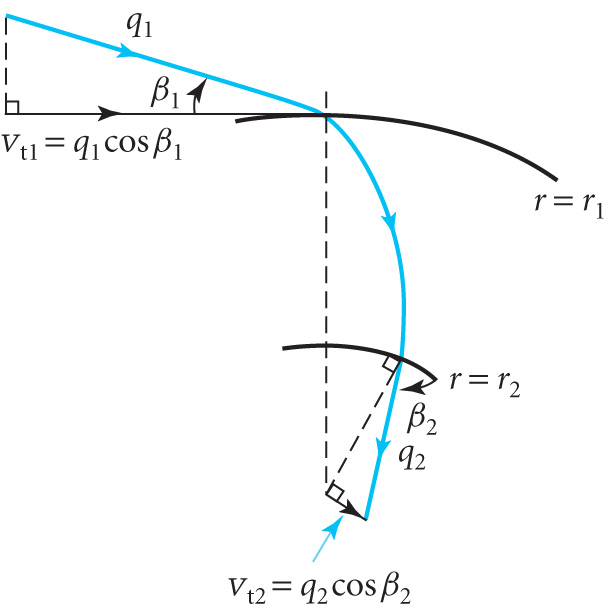 q₁
β₁
vₜ₁ = q₁ cos β₁
r = r₁
r = r₂
β₂
q₂
vₜ₂ = q₂ cos β₂